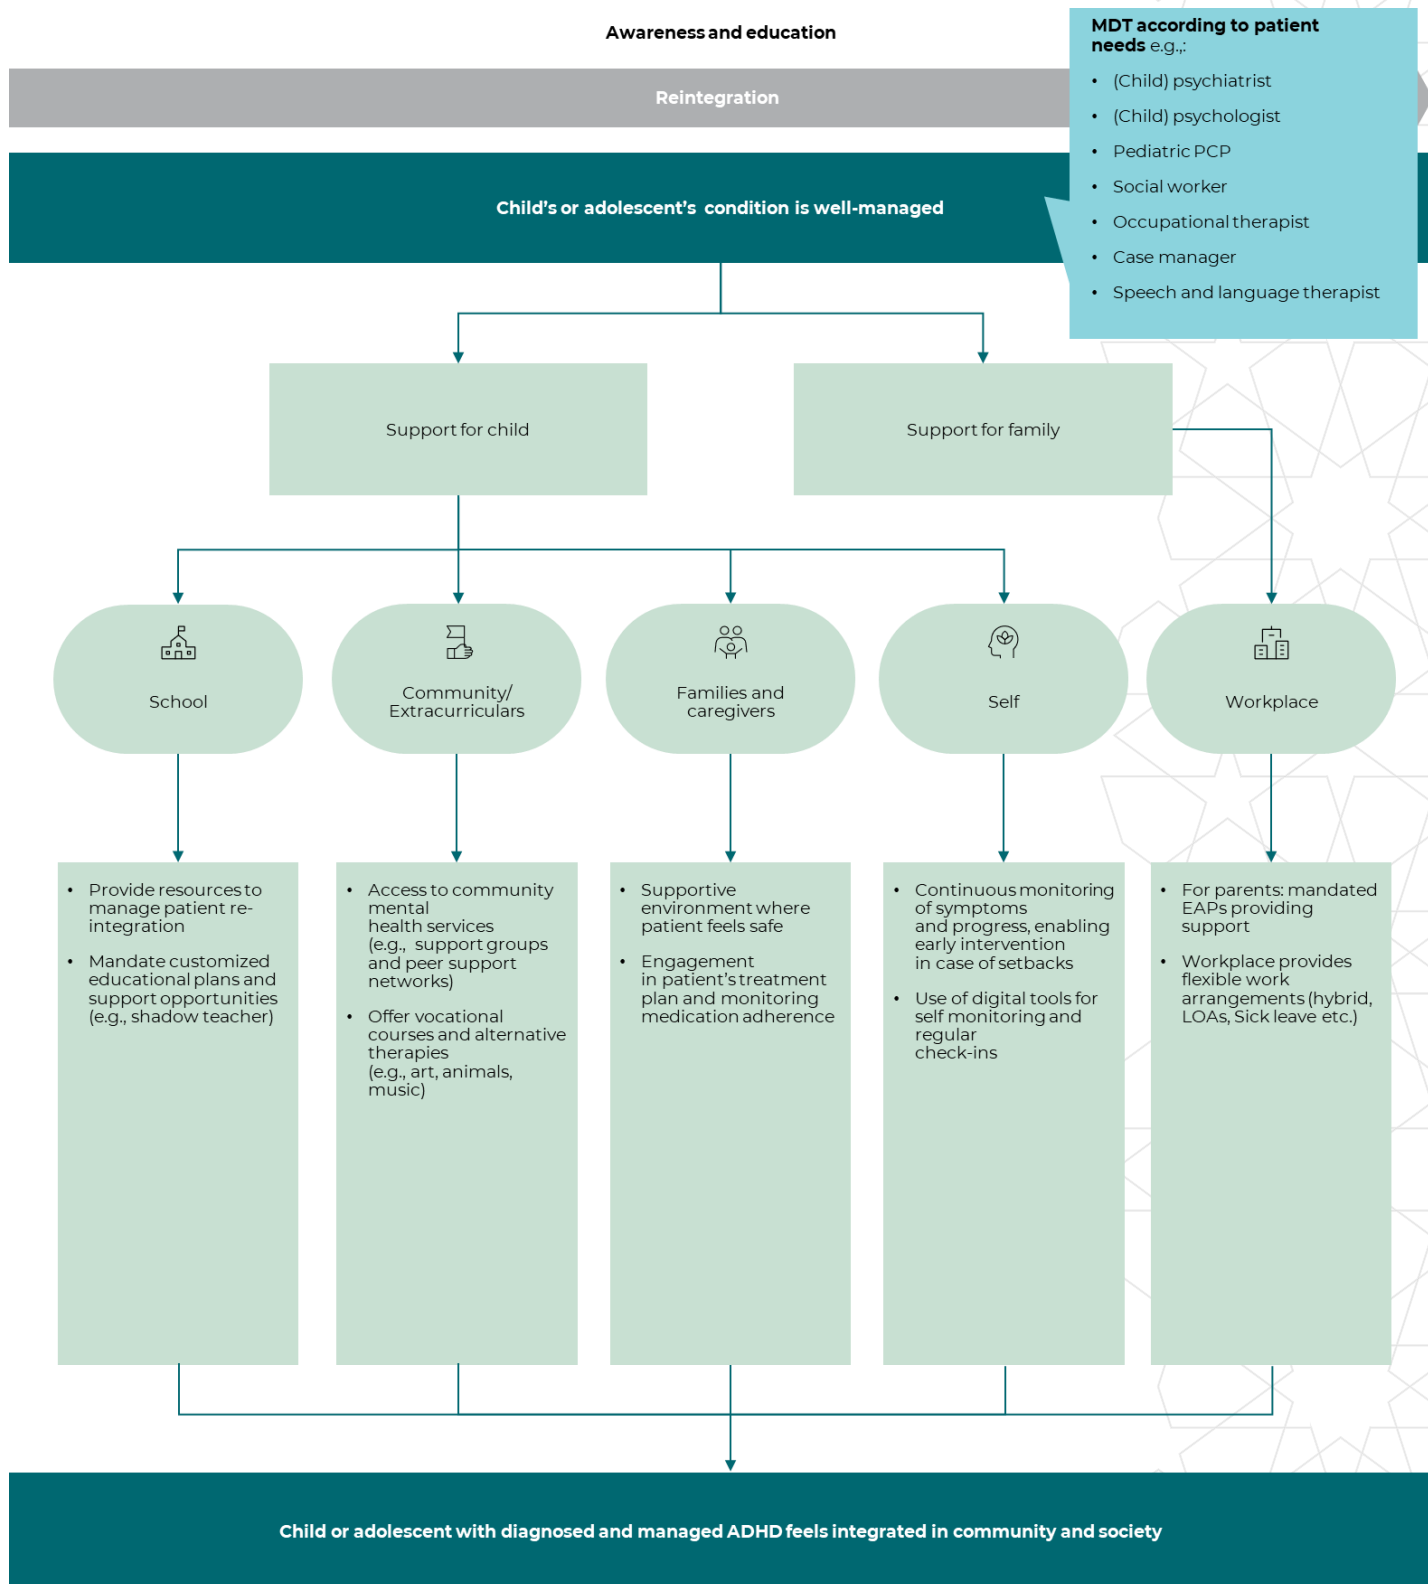 Awareness and education
Reintegration
MDT according to patient
needs e.g.,:
• (Child) psychiatrist
• (Child) psychologist
• Pediatric PCP
• Social worker
• Occupational therapist
• Case manager
• Speech and language therapist
Child’s or adolescent’s condition is well-managed
Support for child
Support for family
School
Community/
Extracurriculars
Families and
caregivers
Self
Workplace
• Provide resources to
manage patient re-
integration
• Mandate customized
educational plans and
support opportunities
(e.g., shadow teacher)
• Access to community
mental
health services
(e.g., support groups
and peer support
networks)
• Offer vocational
courses and alternative
therapies
(e.g., art, animals,
music)
• Supportive
environment where
patient feels safe
• Engagement
in patient’s treatment
plan and monitoring
medication adherence
• Continuous monitoring
of symptoms
and progress, enabling
early intervention
in case of setbacks
• Use of digital tools for
self monitoring and
regular
check-ins
• For parents: mandated
EAPs providing
support
• Workplace provides
flexible work
arrangements (hybrid,
LOAs, Sick leave etc.)
Child or adolescent with diagnosed and managed ADHD feels integrated in community and society